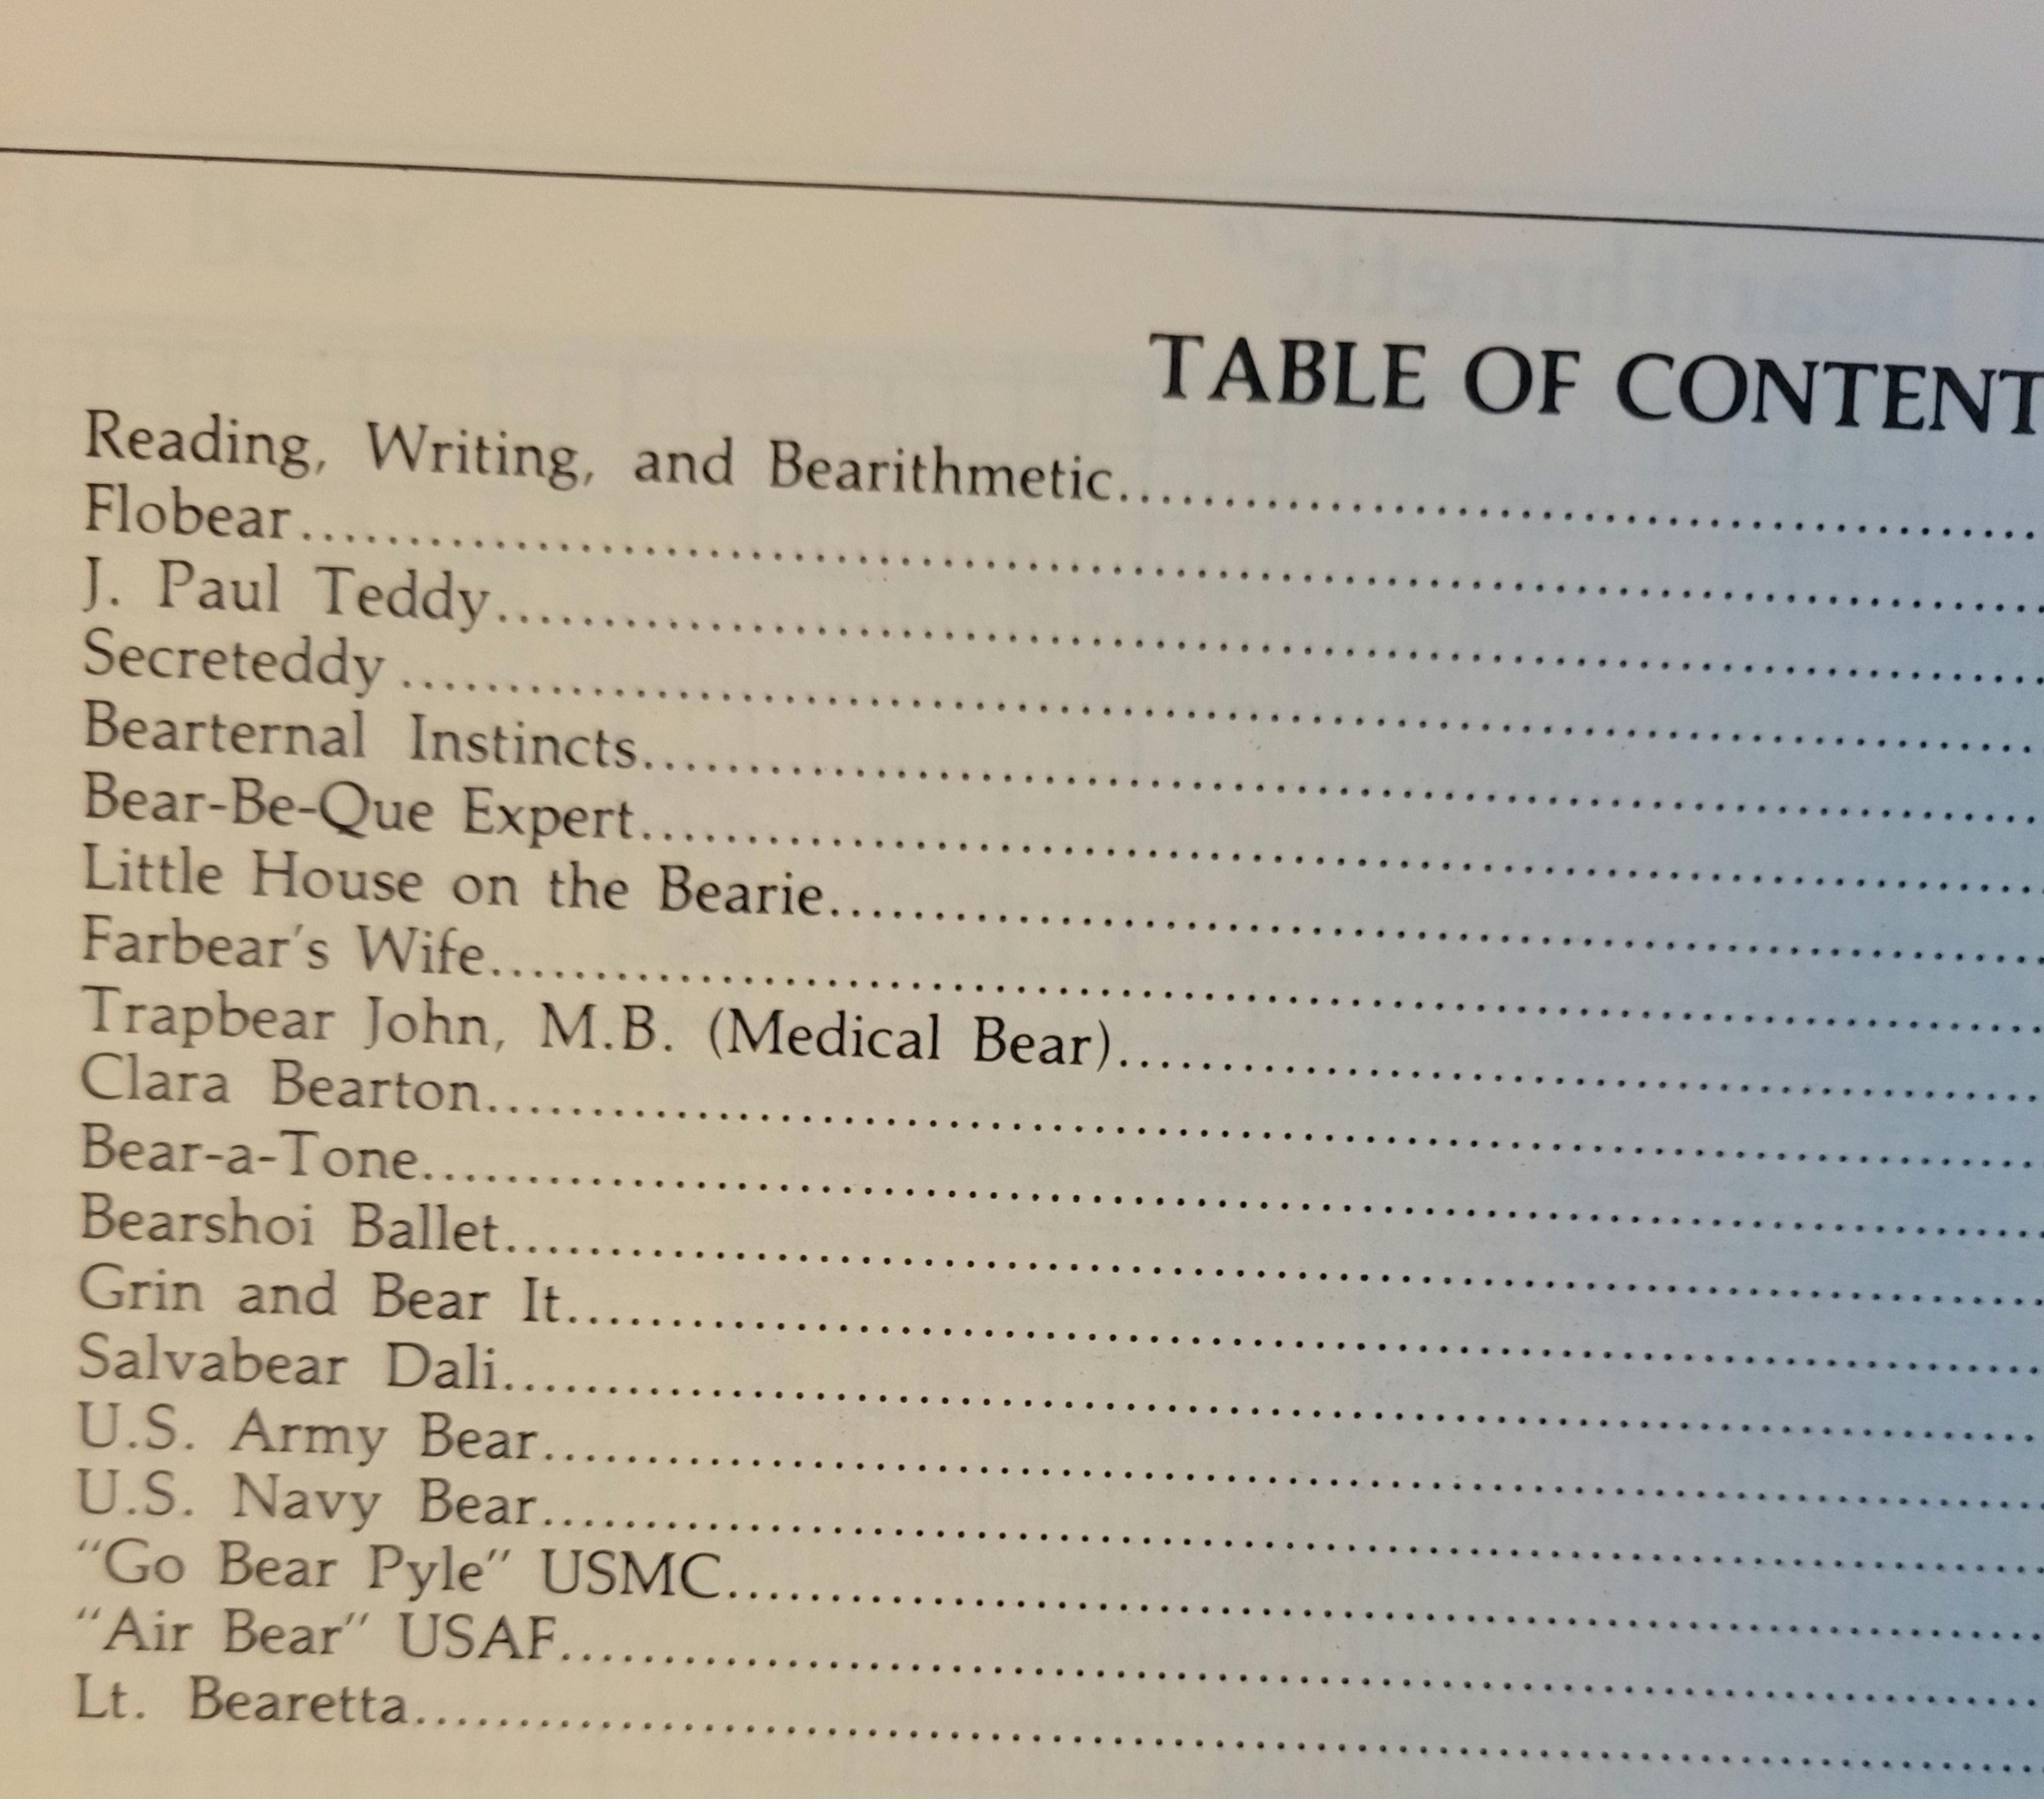 TABLE OF CONTENT
Reading, Writing, and Bearithmetic........................................
Flobear........................................
J. Paul Teddy........................................
Secreteddy ........................................
Bearternal Instincts........................................
Bear-Be-Que Expert........................................
Little House on the Bearie........................................
Farbear's Wife........................................
Trapbear John, M.B. (Medical Bear)........................................
Clara Bearton........................................
Bear-a-Tone........................................
Bearshoi Ballet........................................
Grin and Bear It........................................
Salvabear Dali........................................
U.S. Army Bear........................................
U.S. Navy Bear........................................
"Go Bear Pyle" USMC........................................
"Air Bear" USAF........................................
Lt. Bearetta........................................